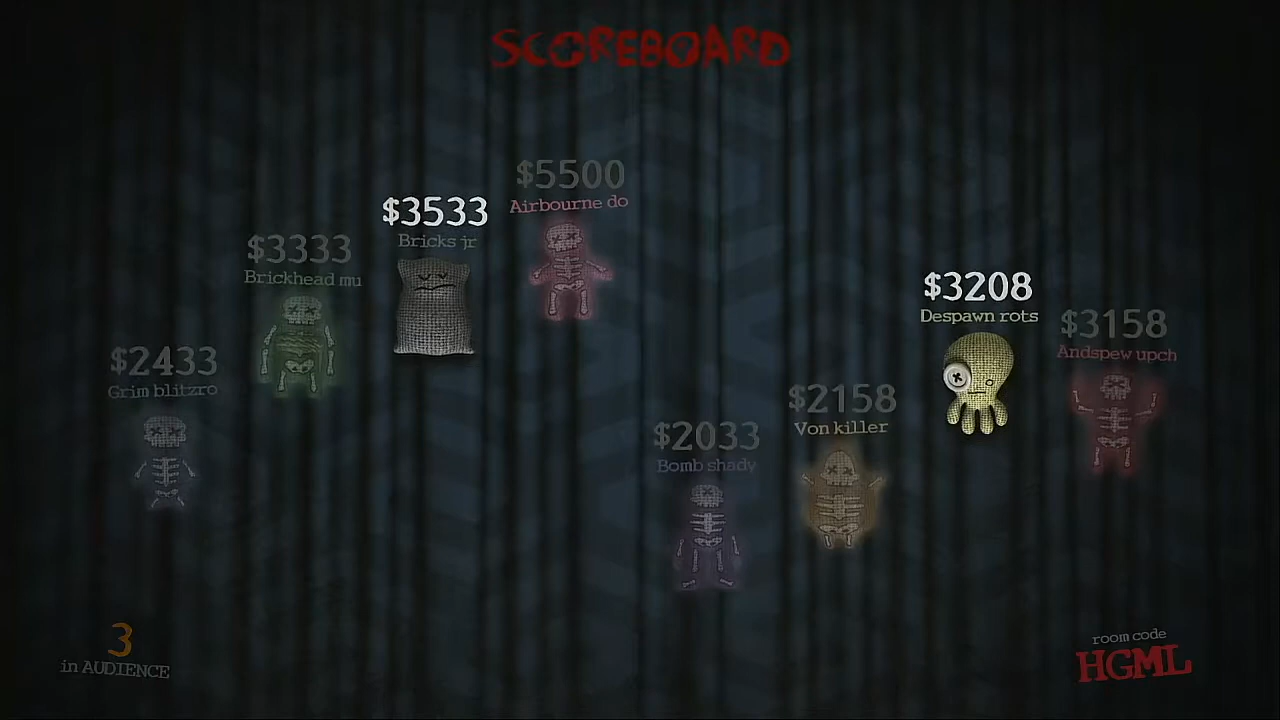 SCOREBOARD
$5500
Airbourne do
$3533
Bricks jr
$3333
Brickhead mu
$3208
Despawn rots
$3158
Andspew upch
$2433
Grim blitzro
$2158
Von killer
$2033
Bomb shady
3
in AUDIENCE
room code
HGML